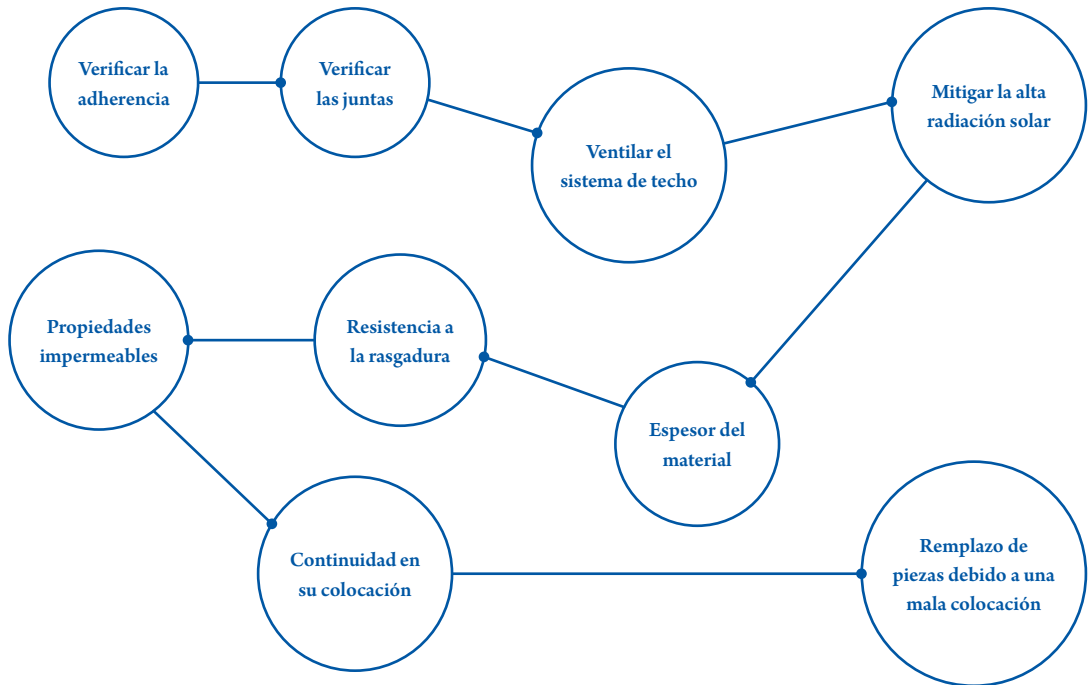 Verificar la
adherencia
Verificar
las juntas
Ventilar el
sistema de techo
Mitigar la alta
radiación solar
Espesor del
material
Resistencia a
la rasgadura
Propiedades
impermeables
Continuidad en
su colocación
Remplazo de
piezas debido a una
mala colocación